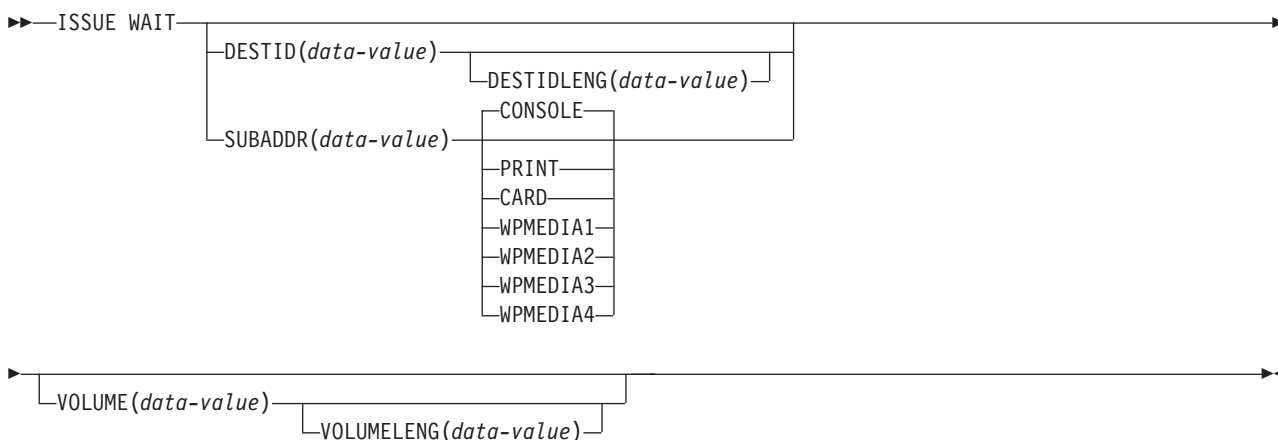 ISSUE WAIT
DESTID(data-value)
DESTIDLENG(data-value)
CONSOLE
SUBADDR(data-value)
PRINT
CARD
WPMEDIA1
WPMEDIA2
WPMEDIA3
WPMEDIA4
VOLUME(data-value)
VOLUMELENG(data-value)